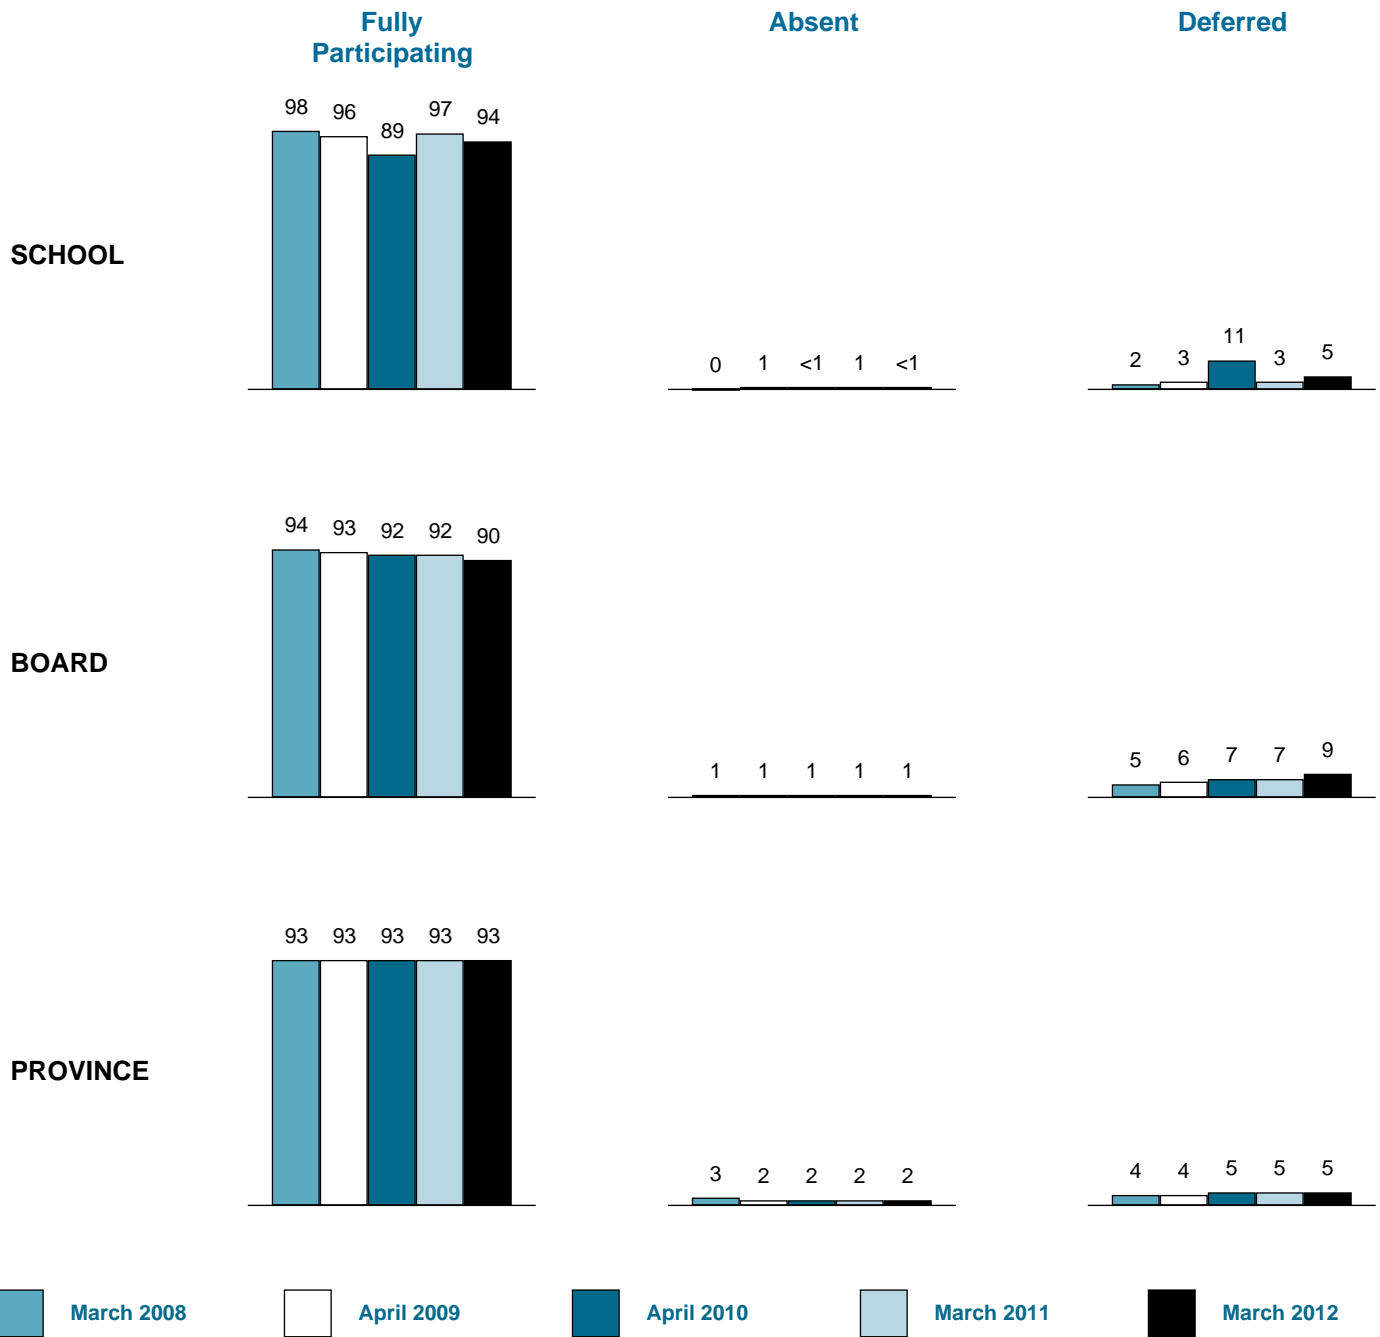 Fully
Participating
Absent
Deferred
98 96 89 97 94
0 1 <1 1 <1
2 3 11 3 5
SCHOOL
94 93 92 92 90
1 1 1 1 1
5 6 7 7 9
BOARD
93 93 93 93 93
3 2 2 2 2
4 4 5 5 5
PROVINCE
March 2008 April 2009 April 2010 March 2011 March 2012